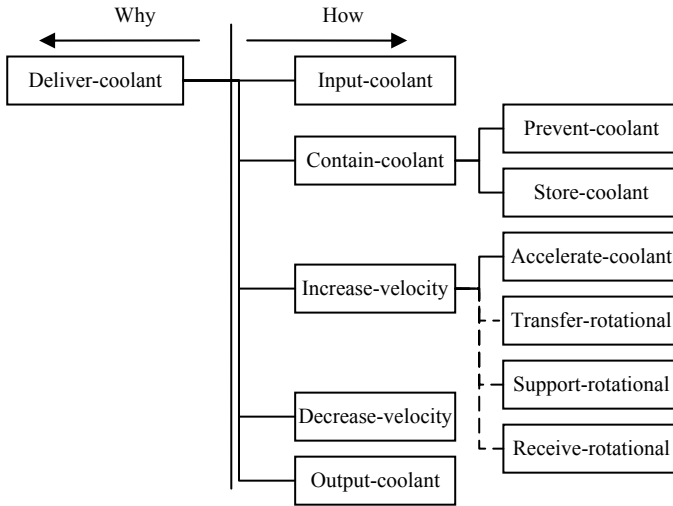 Why
How
Deliver-coolant
Input-coolant
Contain-coolant
Prevent-coolant
Store-coolant
Increase-velocity
Accelerate-coolant
Transfer-rotational
Support-rotational
Receive-rotational
Decrease-velocity
Output-coolant